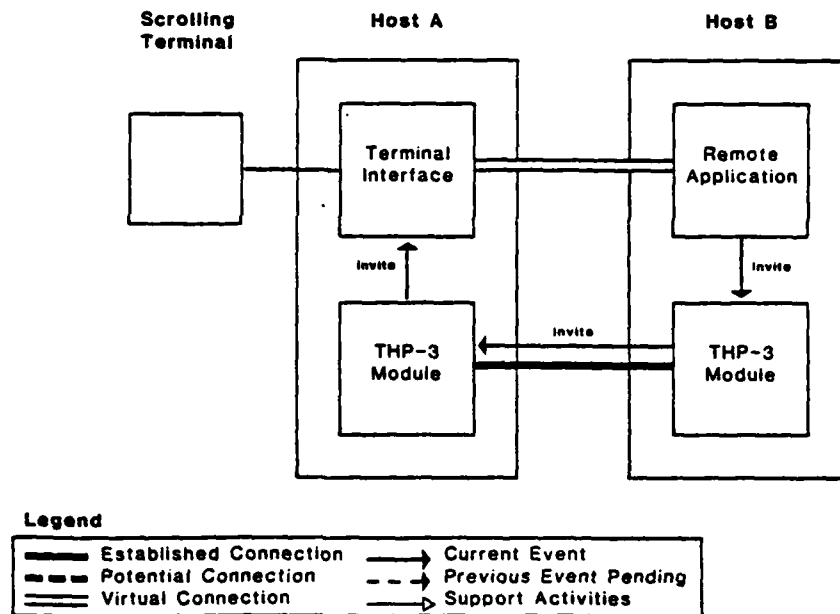 Scrolling
Terminal
Host A
Host B
Terminal
Interface
Remote
Application
Invite
Invite
Invite
THP-3
Module
THP-3
Module
Legend
Established Connection
Current Event
Potential Connection
Previous Event Pending
Virtual Connection
Support Activities